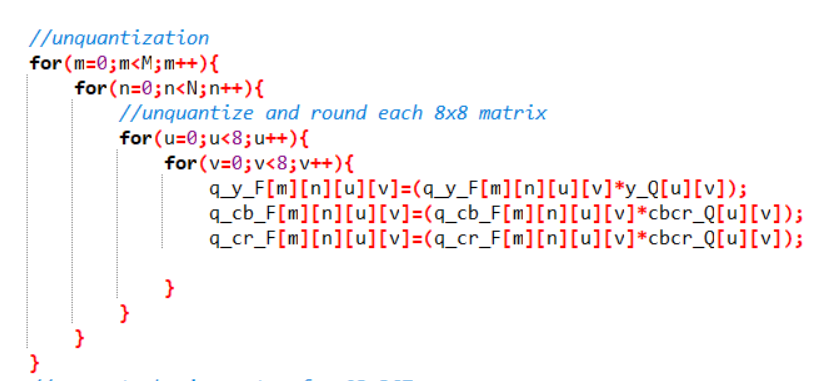 //unquantization
for(m=0;m<M;m++){
for(n=0;n<N;n++){
//unquantize and round each 8x8 matrix
for(u=0;u<8;u++){
for(v=0;v<8;v++){
q_y_F[m][n][u][v]=(q_y_F[m][n][u][v]*y_Q[u][v]);
q_cb_F[m][n][u][v]=(q_cb_F[m][n][u][v]*cbcr_Q[u][v]);
q_cr_F[m][n][u][v]=(q_cr_F[m][n][u][v]*cbcr_Q[u][v]);
}
}
}
}